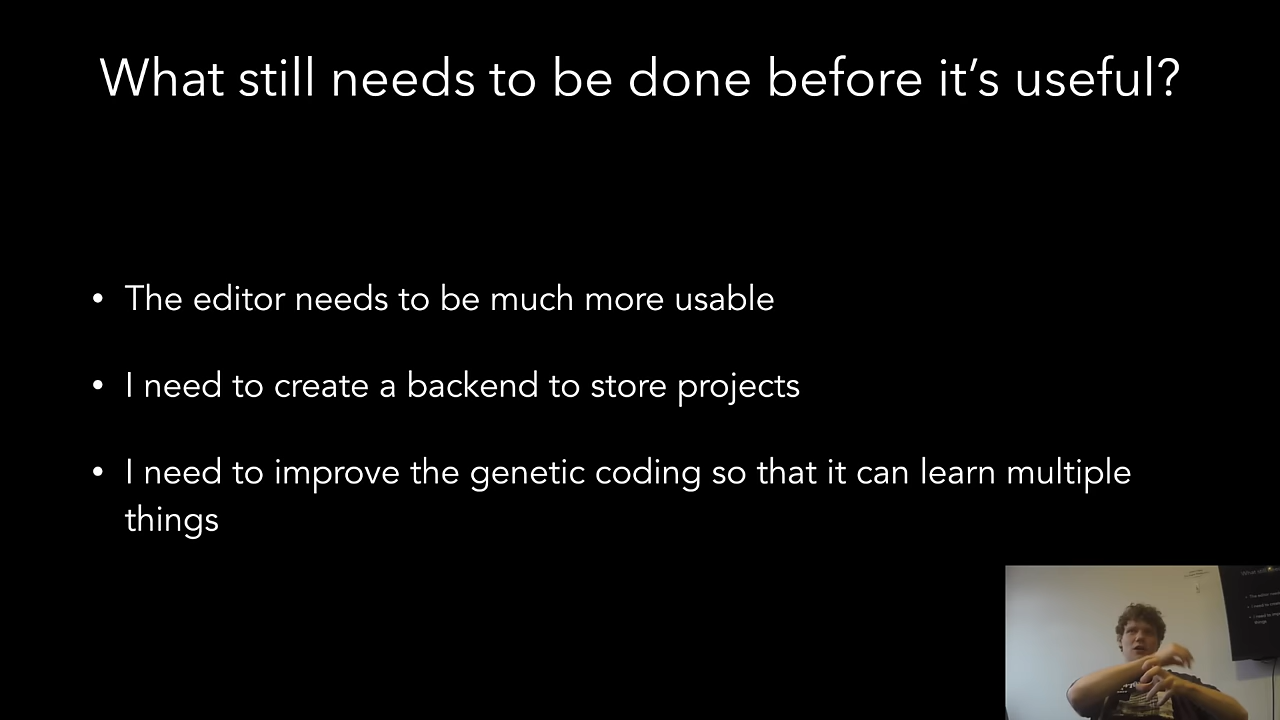 What still needs to be done before it’s useful?
• The editor needs to be much more usable
• I need to create a backend to store projects
• I need to improve the genetic coding so that it can learn multiple
things